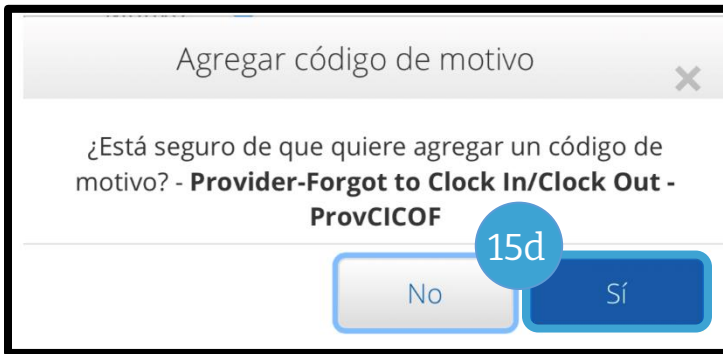 Agregar código de motivo
¿Está seguro de que quiere agregar un código de
motivo? - Provider-Forgot to Clock In/Clock Out -
ProvCICOF
15d
No
Sí